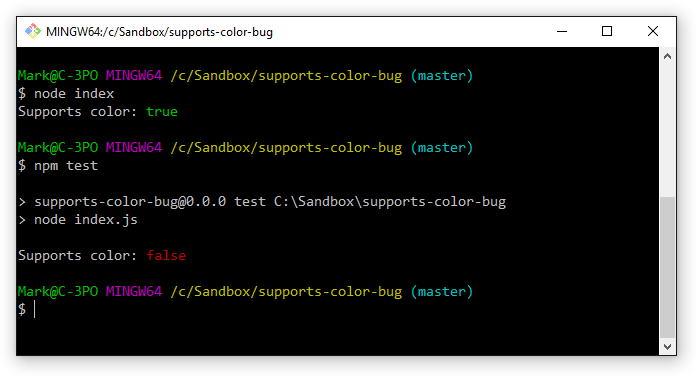 MINGW64:/c/Sandbox/supports-color-bug
Mark@C-3PO MINGW64 /c/Sandbox/supports-color-bug (master)
$ node index
Supports color: true
Mark@C-3PO MINGW64 /c/Sandbox/supports-color-bug (master)
$ npm test
> supports-color-bug@0.0.0 test C:\Sandbox\supports-color-bug
> node index.js
Supports color: false
Mark@C-3PO MINGW64 /c/Sandbox/supports-color-bug (master)
$